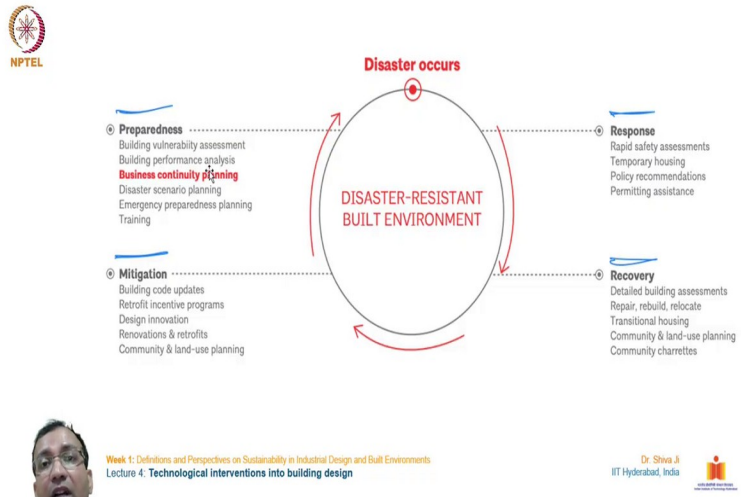 NPTEL
Disaster occurs
Preparedness
Building vulnerabiity assessment
Building performance analysis
Business continuity planning
Disaster scenario planning
Emergency preparedness planning
Training
Response
Rapid safety assessments
Temporary housing
Policy recommendations
Permitting assistance
DISASTER-RESISTANT
BUILT ENVIRONMENT
Mitigation
Building code updates
Retrofit incentive programs
Design innovation
Renovations & retrofits
Community & land-use planning
Recovery
Detailed building assessments
Repair, rebuild, relocate
Transitional housing
Community & land-use planning
Community charrettes
Week 1: Definitions and Perspectives on Sustainability in Industrial Design and Built Environments
Lecture 4: Technological interventions into building design
Dr. Shiva Ji
IIT Hyderabad, India